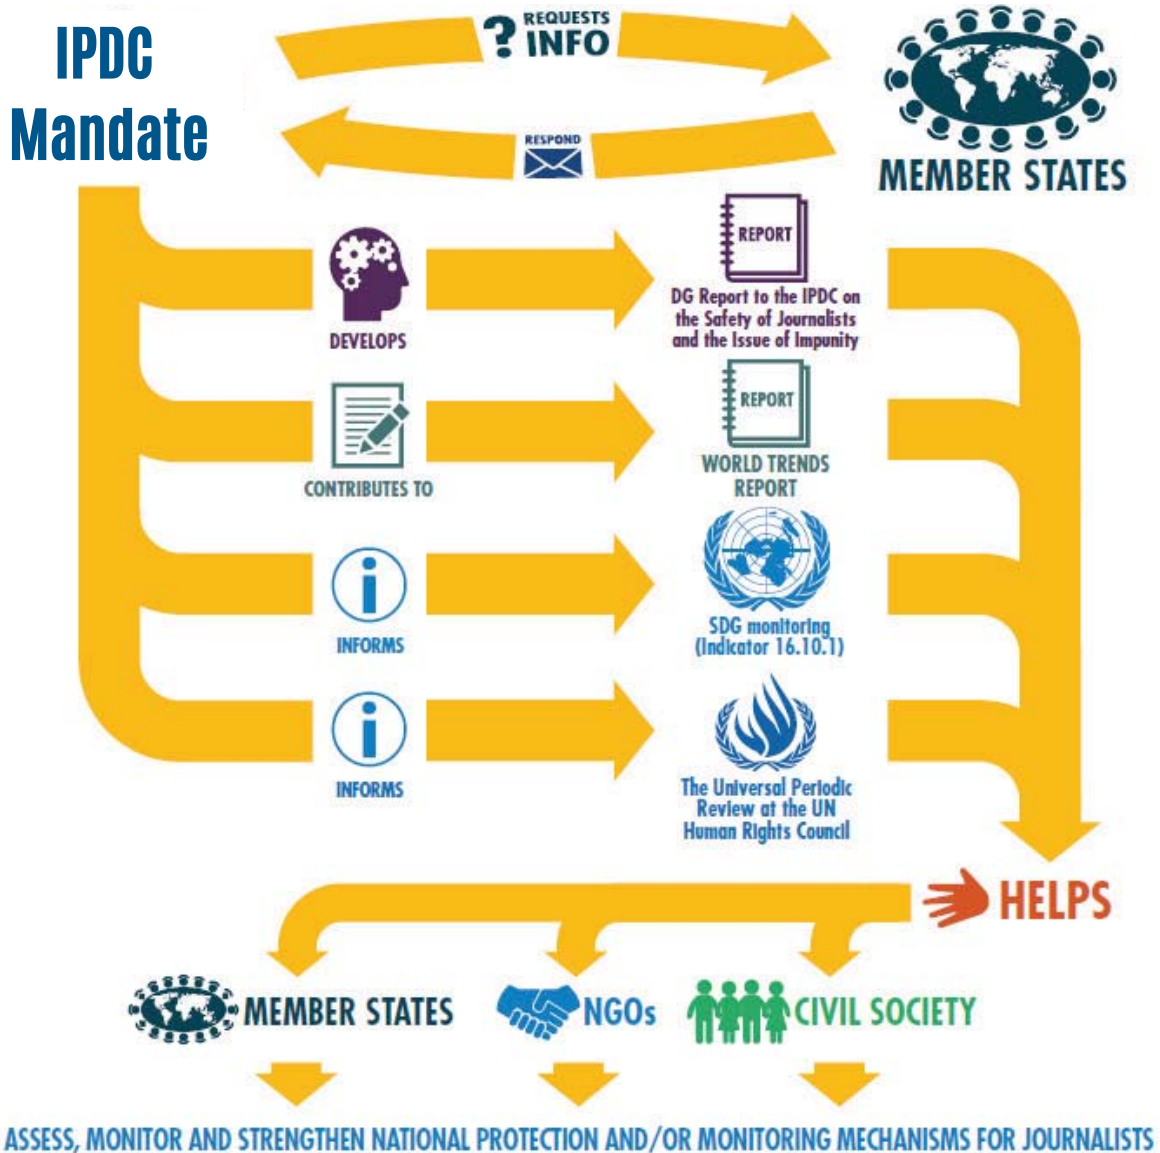 IPDC
Mandate
REQUESTS
INFO
RESPOND
MEMBER STATES
REPORT
DG Report to the IPDC on
the Safety of Journalists
and the Issue of Impunity
DEVELOPS
REPORT
WORLD TRENDS
REPORT
CONTRIBUTES TO
SDG monitoring
(Indicator 16.10.1)
INFORMS
The Universal Periodic
Review at the UN
Human Rights Council
INFORMS
HELPS
MEMBER STATES
NGOs
CIVIL SOCIETY
ASSESS, MONITOR AND STRENGTHEN NATIONAL PROTECTION AND/OR MONITORING MECHANISMS FOR JOURNALISTS